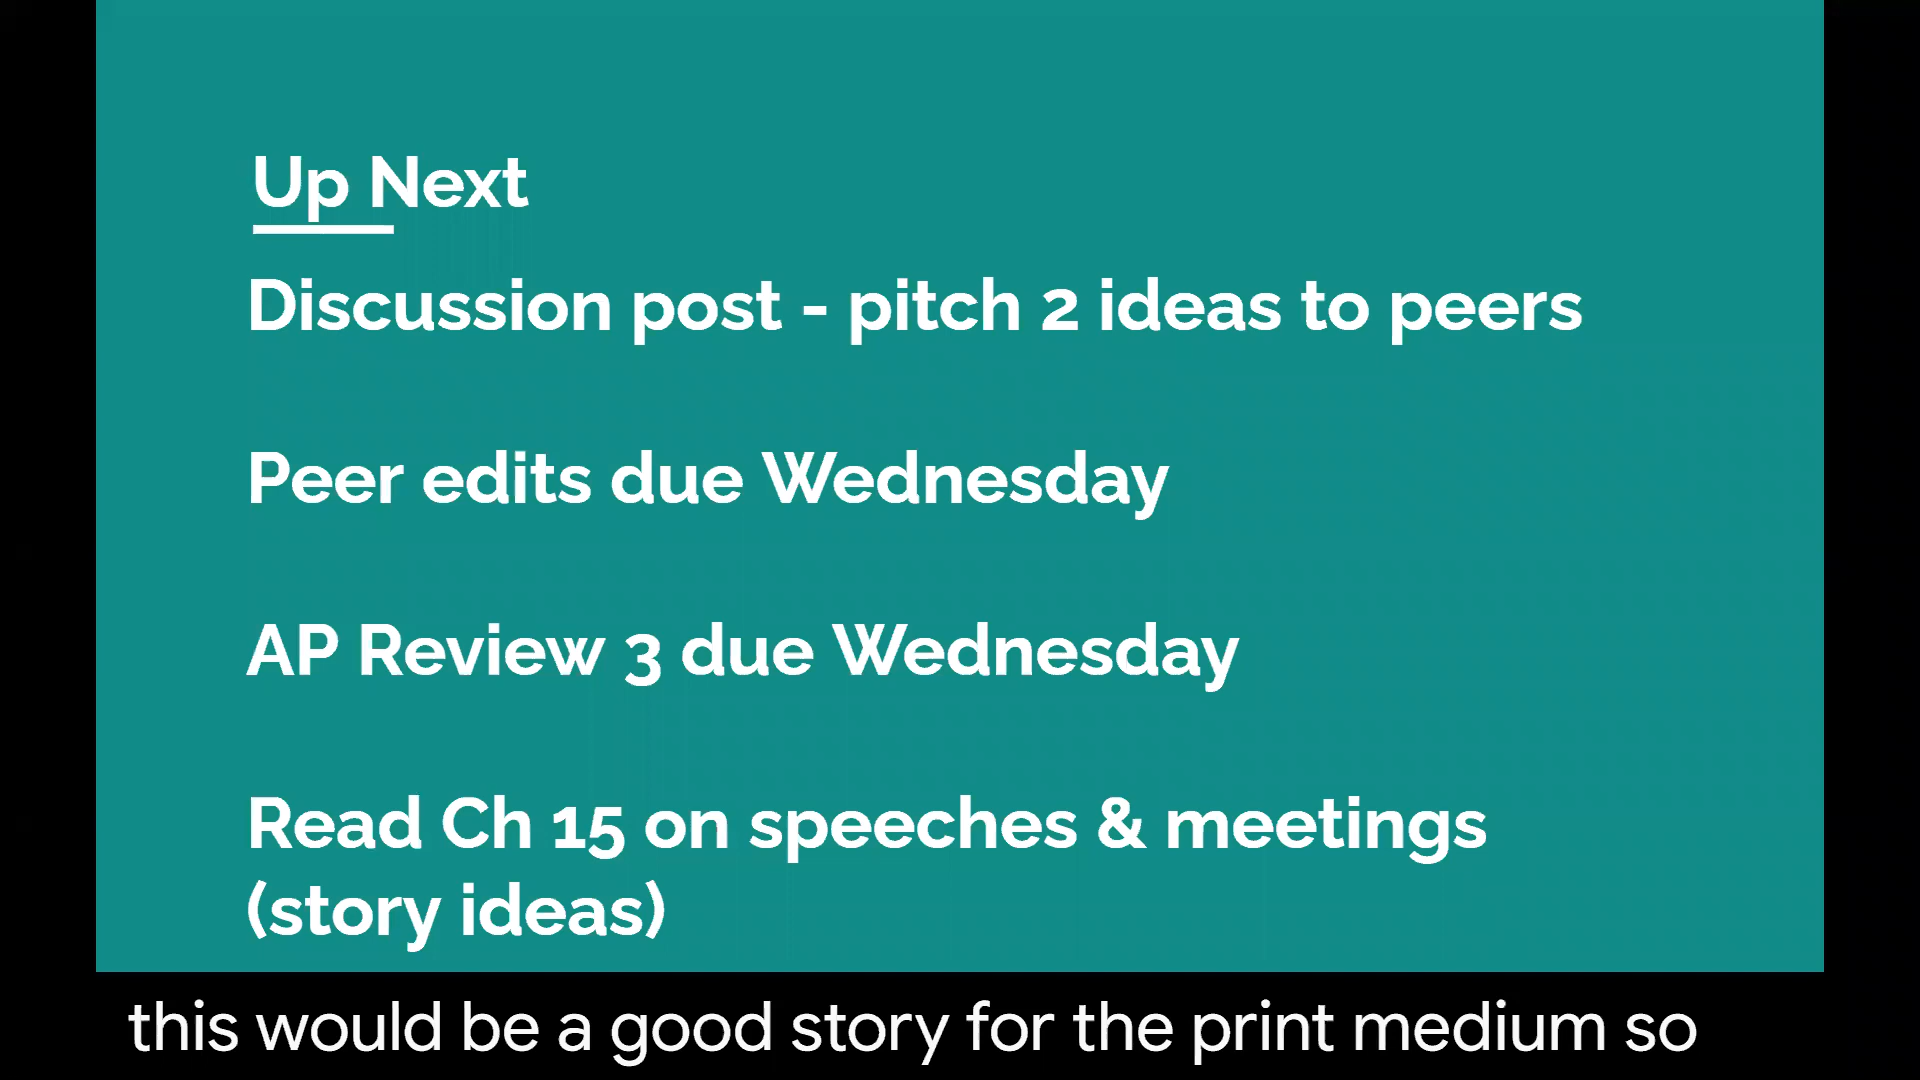 Up Next
Discussion post - pitch 2 ideas to peers
Peer edits due Wednesday
AP Review 3 due Wednesday
Read Ch 15 on speeches & meetings
(story ideas)
this would be a good story for the print medium so